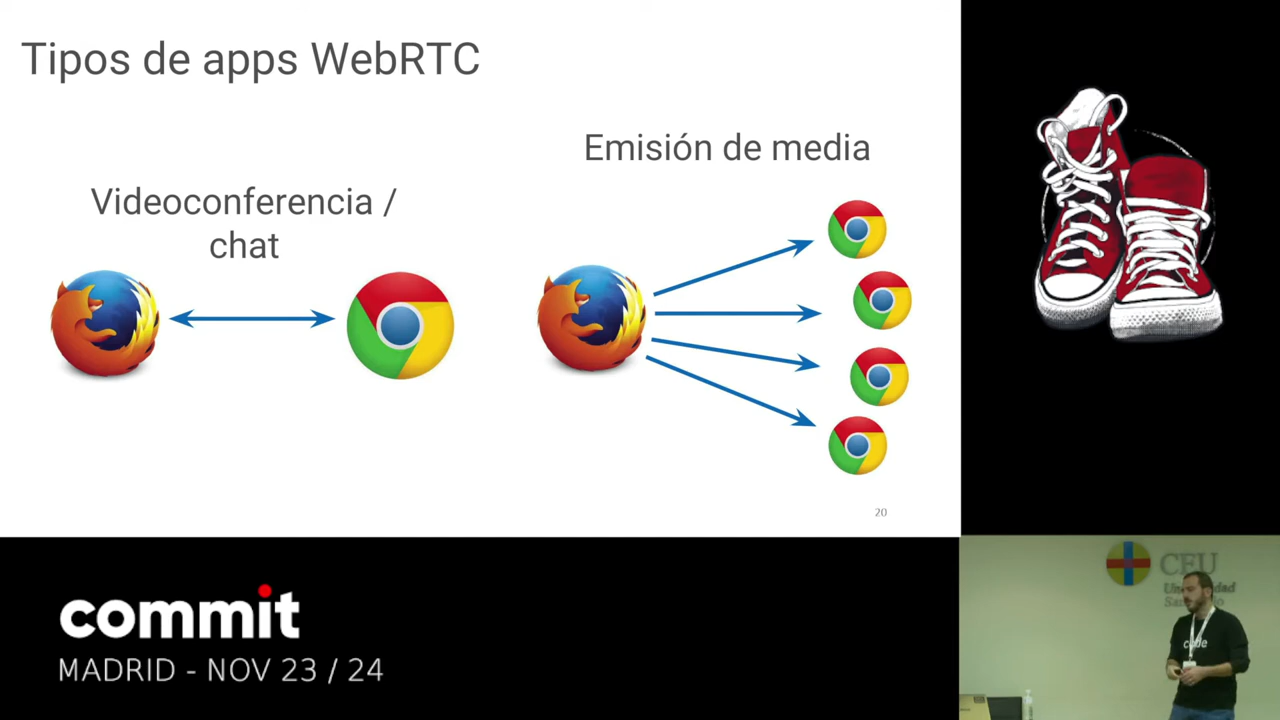 Tipos de apps WebRTC
Emisión de media
Videoconferencia /
chat
20
commit
MADRID - NOV 23 / 24
CEU